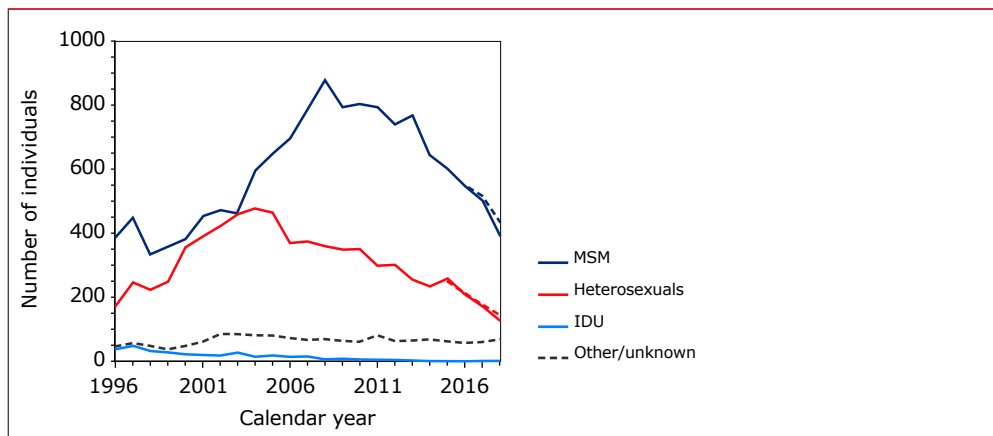 1000
800
600
400
200
0
Number of individuals
1996
2001
2006
2011
2016
Calendar year
MSM
Heterosexuals
IDU
Other/unknown